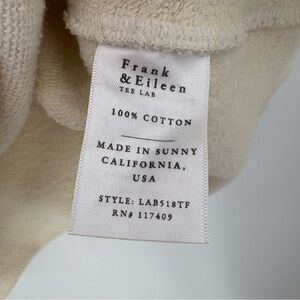 Frank
& Eileen
TEE LAB
100% COTTON
MADE IN SUNNY
CALIFORNIA,
USA
STYLE: LAB518TF
RN# 117409